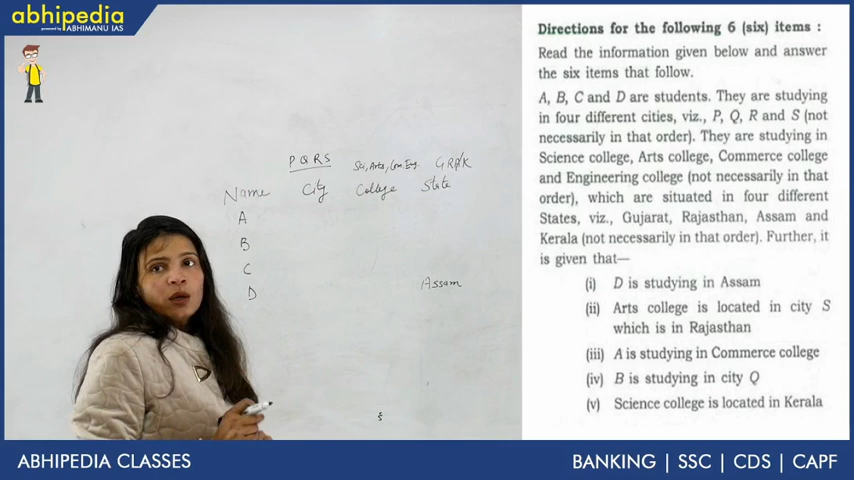 abhipedia
powered by ABHIMANU IAS
P Q R S
Sci, Arts, Com. Eng.
Name
City
College
State
A
B
C
D
Assam
Directions for the following 6 (six) items :
Read the information given below and answer
the six items that follow.
A, B, C and D are students. They are studying
in four different cities, viz., P, Q, R and S (not
necessarily in that order). They are studying in
Science college, Arts college, Commerce college
and Engineering college (not necessarily in that
order), which are situated in four different
States, viz., Gujarat, Rajasthan, Assam and
Kerala (not necessarily in that order). Further, it
is given that—
(i) D is studying in Assam
(ii) Arts college is located in city S
which is in Rajasthan
(iii) A is studying in Commerce college
(iv) B is studying in city Q
(v) Science college is located in Kerala
ABHIPEDIA CLASSES
BANKING | SSC | CDS | CAPF